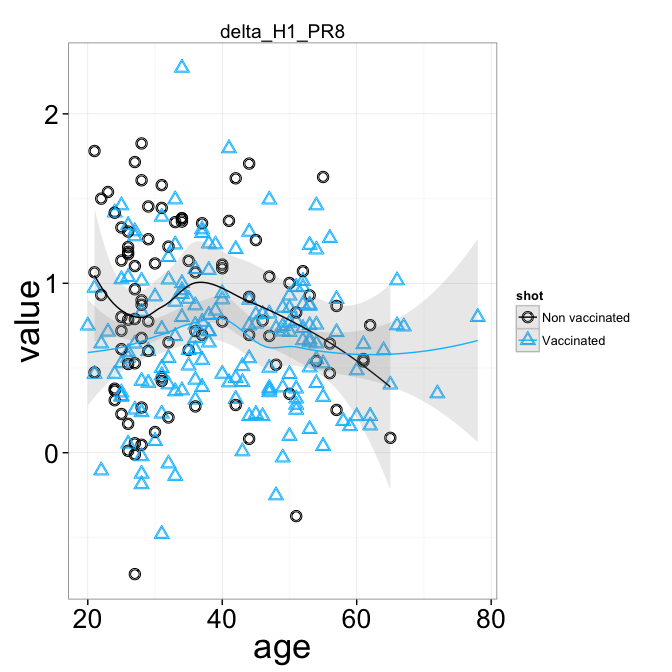 delta_H1_PR8
2
1
0
value
20 40 60 80
age
shot
Non vaccinated
Vaccinated